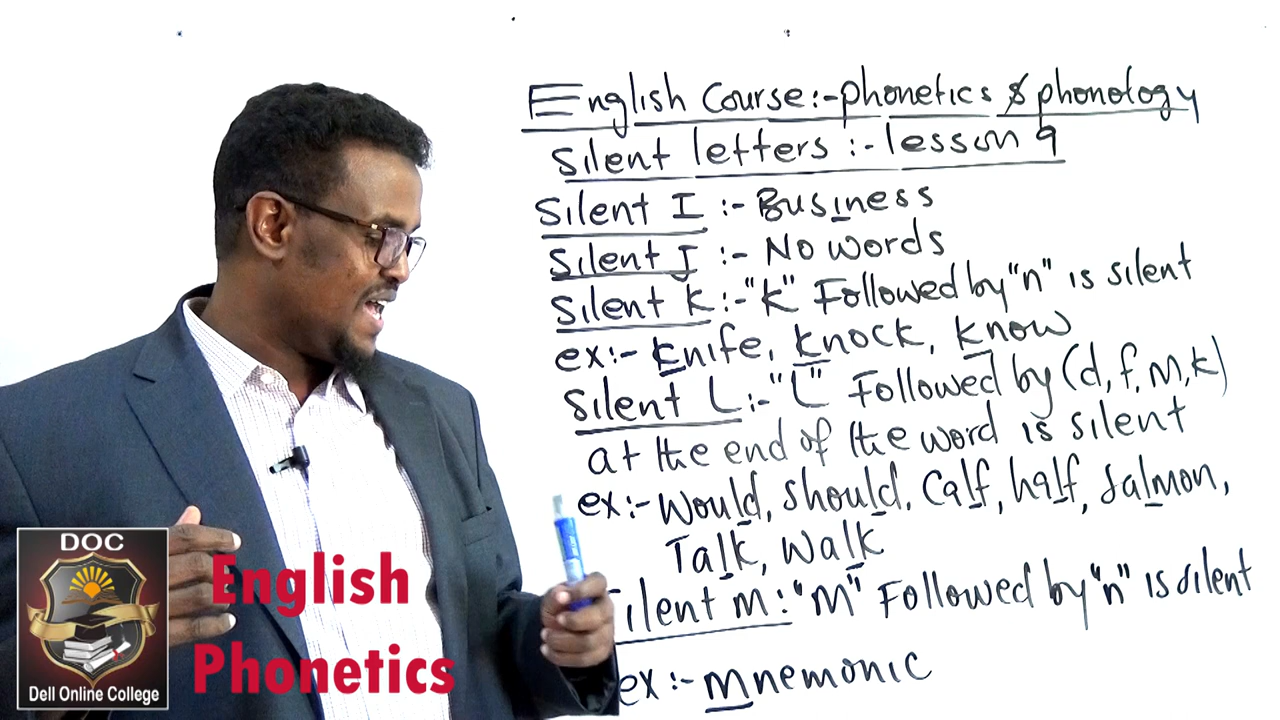 English Course:- phonetics & phonology
Silent letters :- lesson 9
Silent I :- Business
Silent J :- No words
Silent K :- "K" Followed by "n" is silent
ex:- knife, knock, know
Silent L :- "L" Followed by (d, f, m, k)
at the end of the word is silent
ex:- Would, should, Calf, half, Salmon,
Talk, Walk
Silent m: "M" Followed by "n" is silent
ex:- mnemonic
DOC
Dell Online College
English
Phonetics